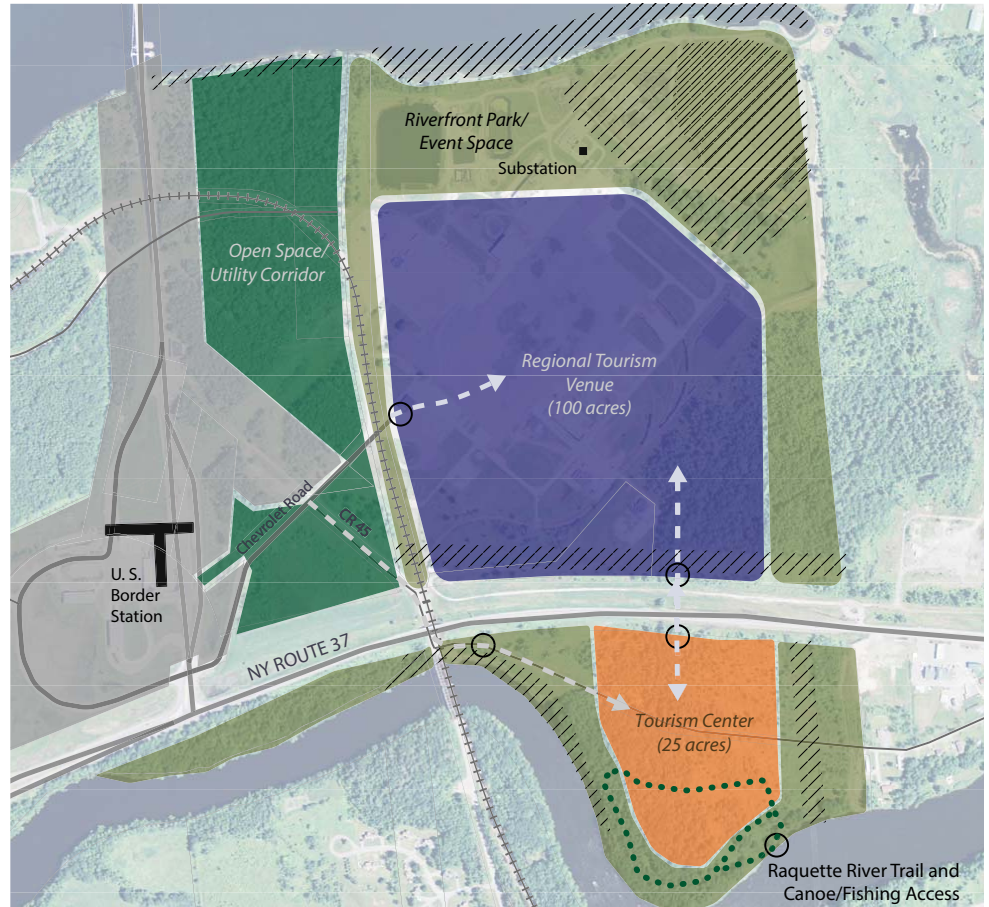 Riverfront Park/
Event Space
Substation
Open Space/
Utility Corridor
Regional Tourism
Venue
(100 acres)
Chevrolet Road
CR 45
U. S.
Border
Station
NY ROUTE 37
Tourism Center
(25 acres)
Raquette River Trail and
Canoe/Fishing Access